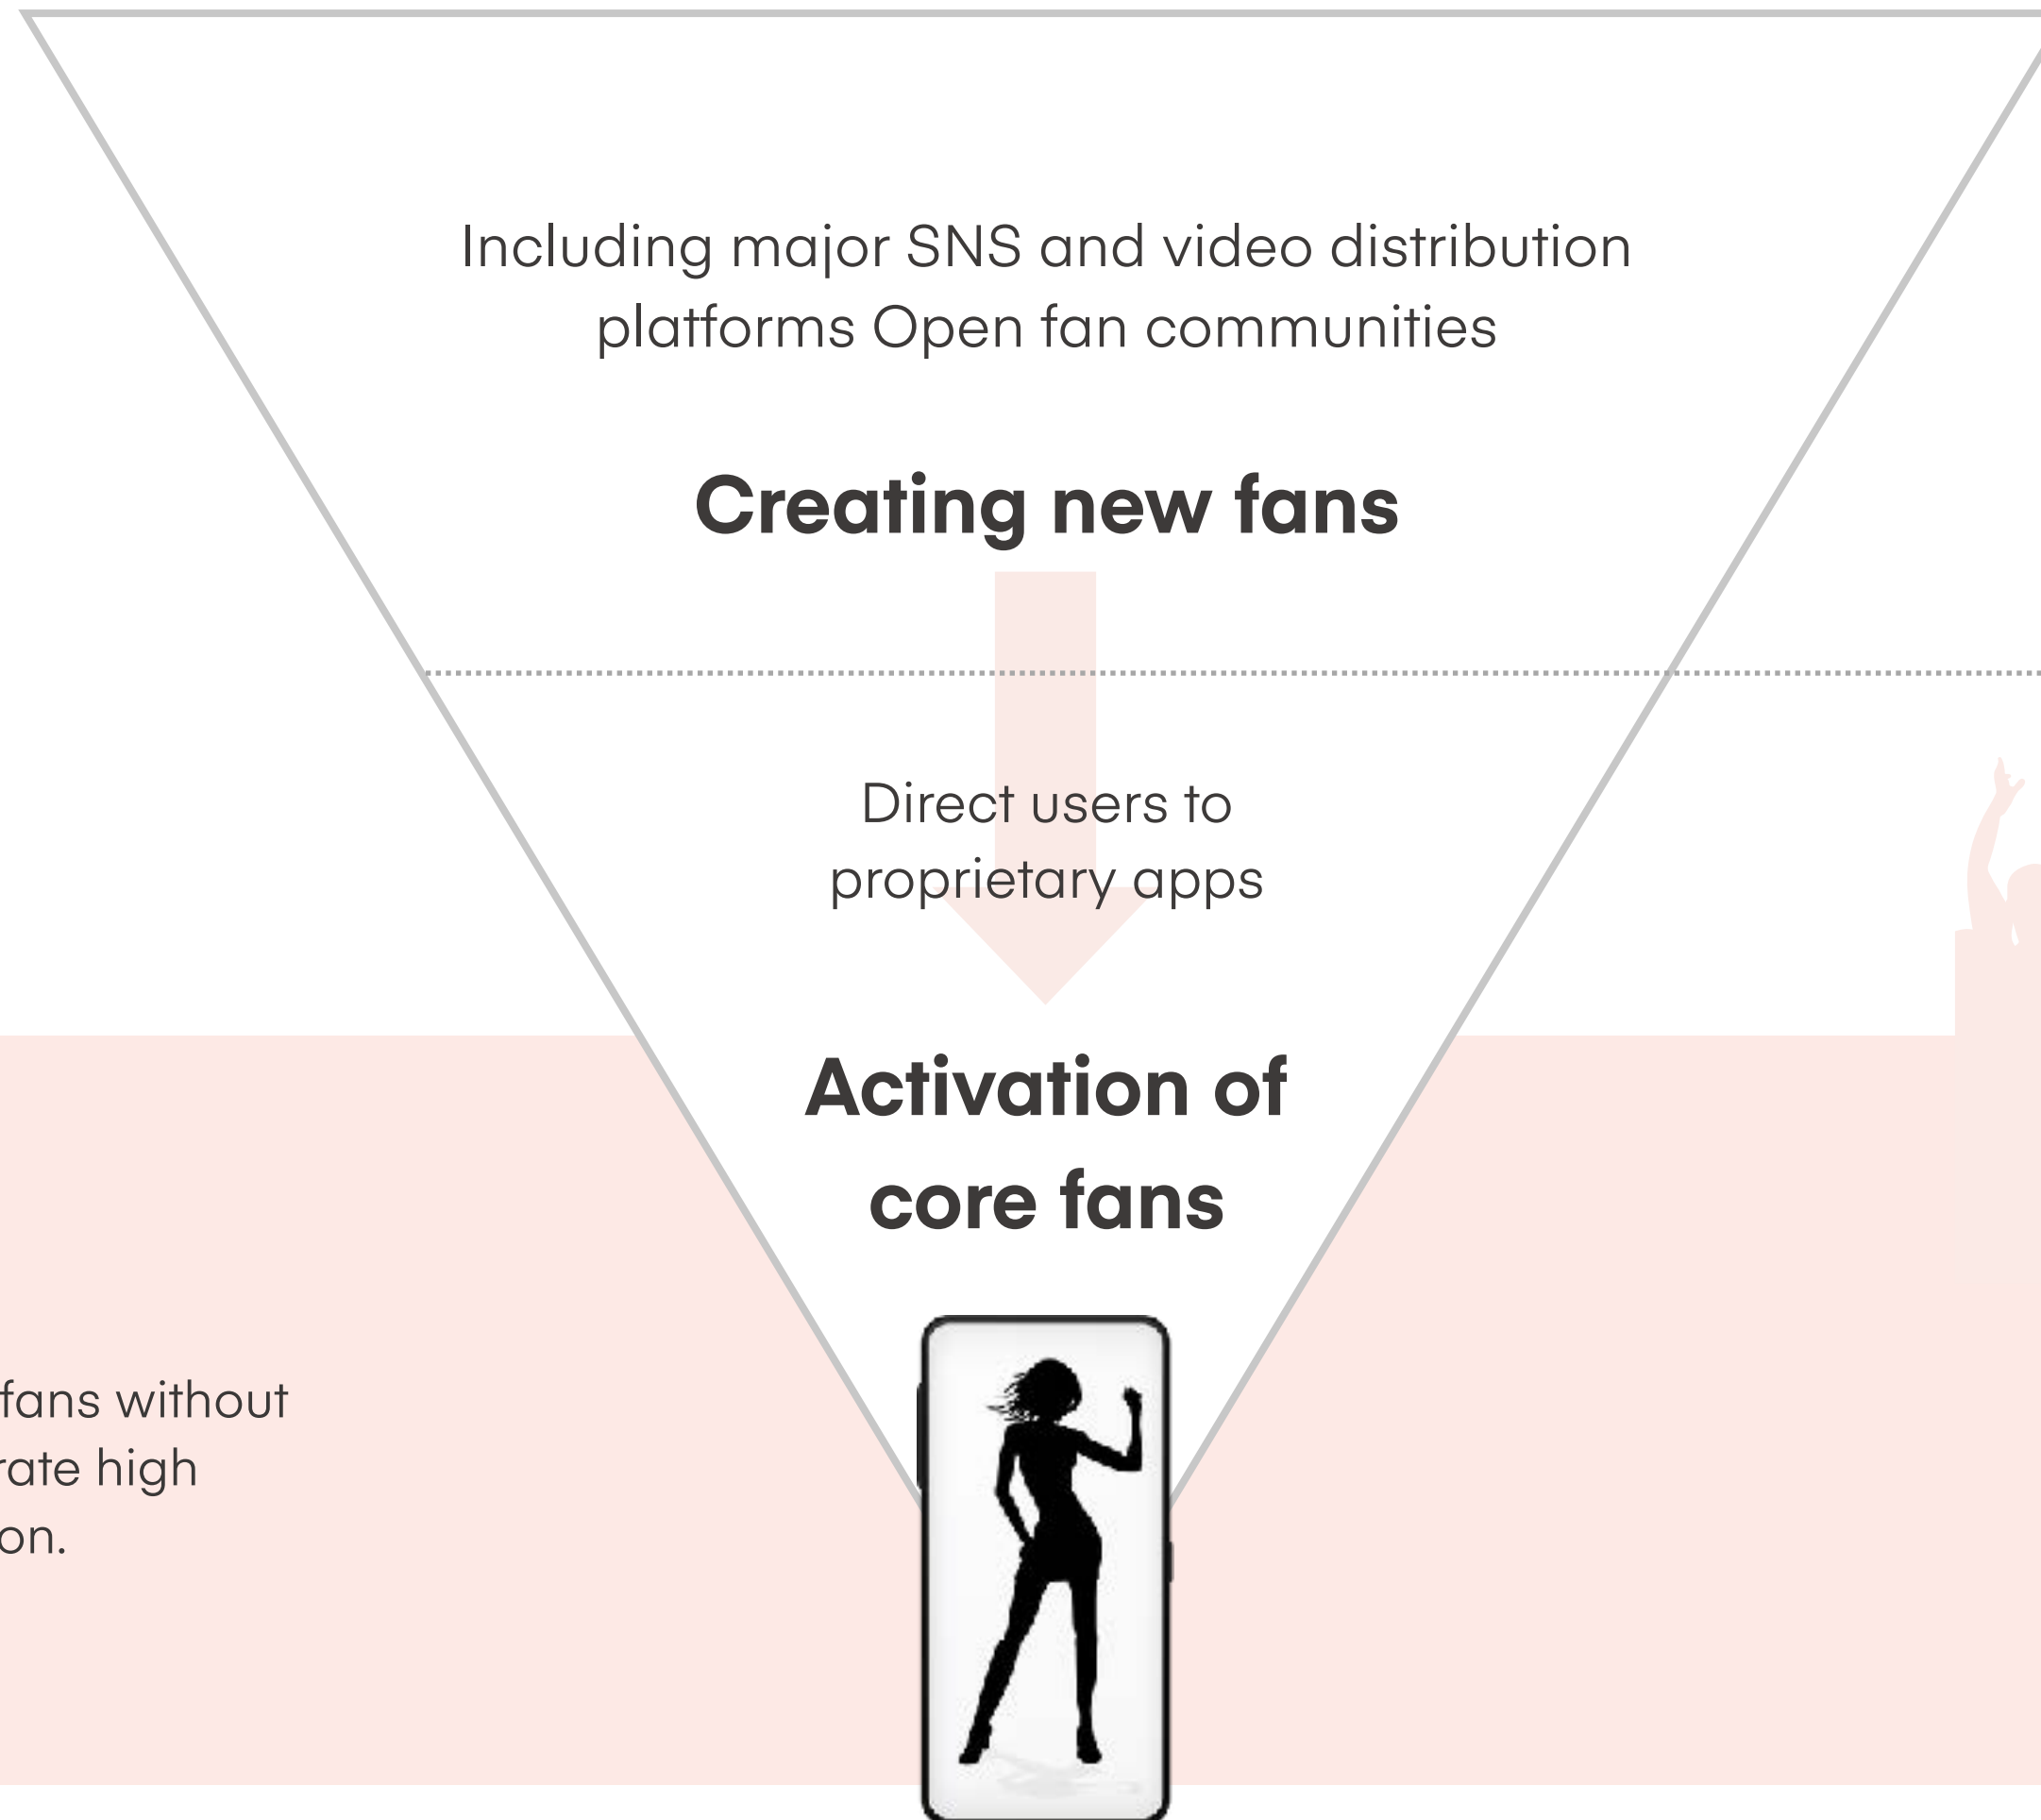 Including major SNS and video distribution
platforms Open fan communities
Creating new fans
Direct users to
proprietary apps
Activation of
core fans
fans without
rate high
on.